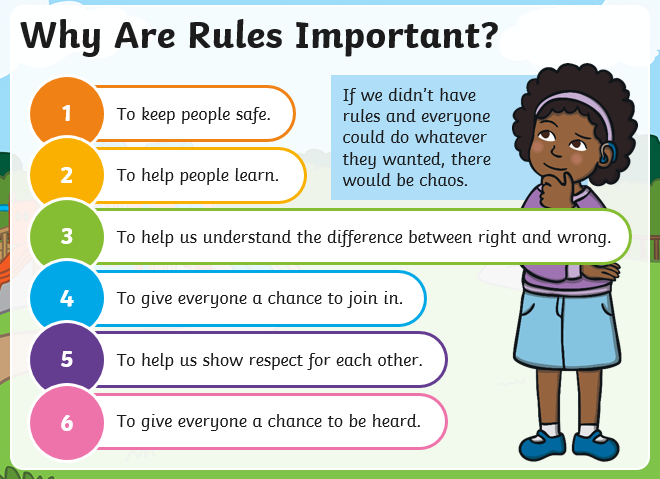 Why Are Rules Important?
1 To keep people safe.
2 To help people learn.
3 To help us understand the difference between right and wrong.
4 To give everyone a chance to join in.
5 To help us show respect for each other.
6 To give everyone a chance to be heard.
If we didn't have
rules and everyone
could do whatever
they wanted, there
would be chaos.